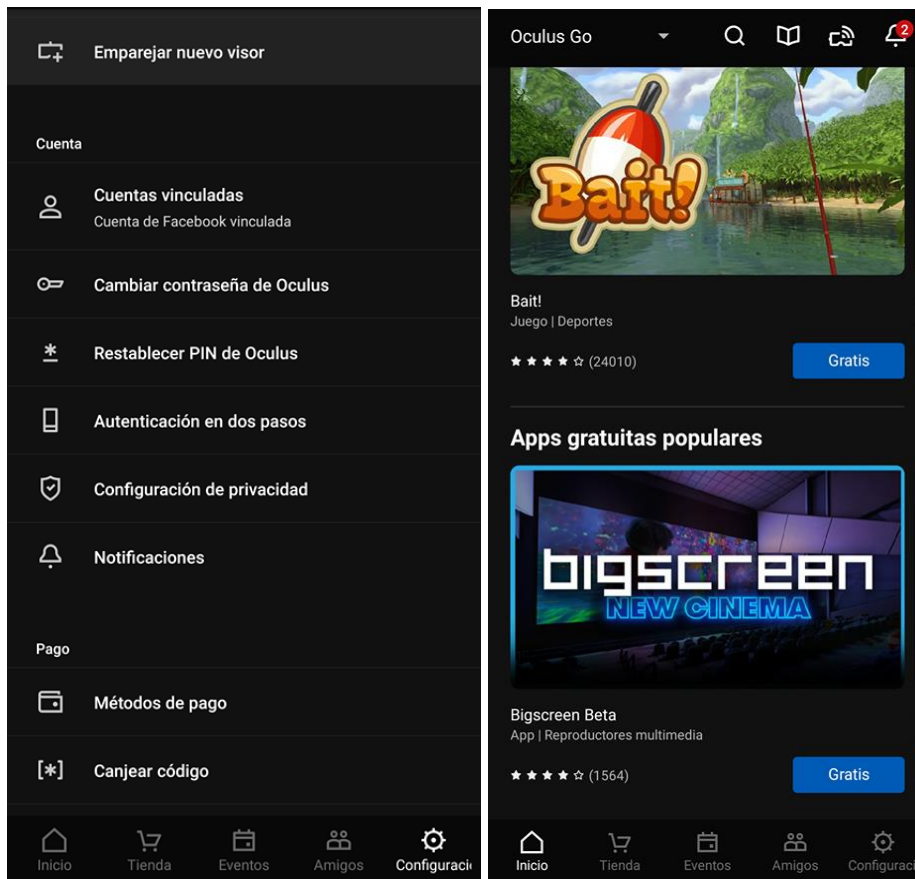 Emparejar nuevo visor
Cuenta
Cuentas vinculadas
Cuenta de Facebook vinculada
Cambiar contraseña de Oculus
Restablecer PIN de Oculus
Autenticación en dos pasos
Configuración de privacidad
Notificaciones
Pago
Métodos de pago
[*] Canjear código
Inicio Tienda Eventos Amigos Configuraci
Oculus Go 2
Bait!
Bait!
Juego | Deportes
(24010) Gratis
Apps gratuitas populares
bigscreen
NEW CINEMA
Bigscreen Beta
App | Reproductores multimedia
(1564) Gratis
Inicio Tienda Eventos Amigos Configuraci